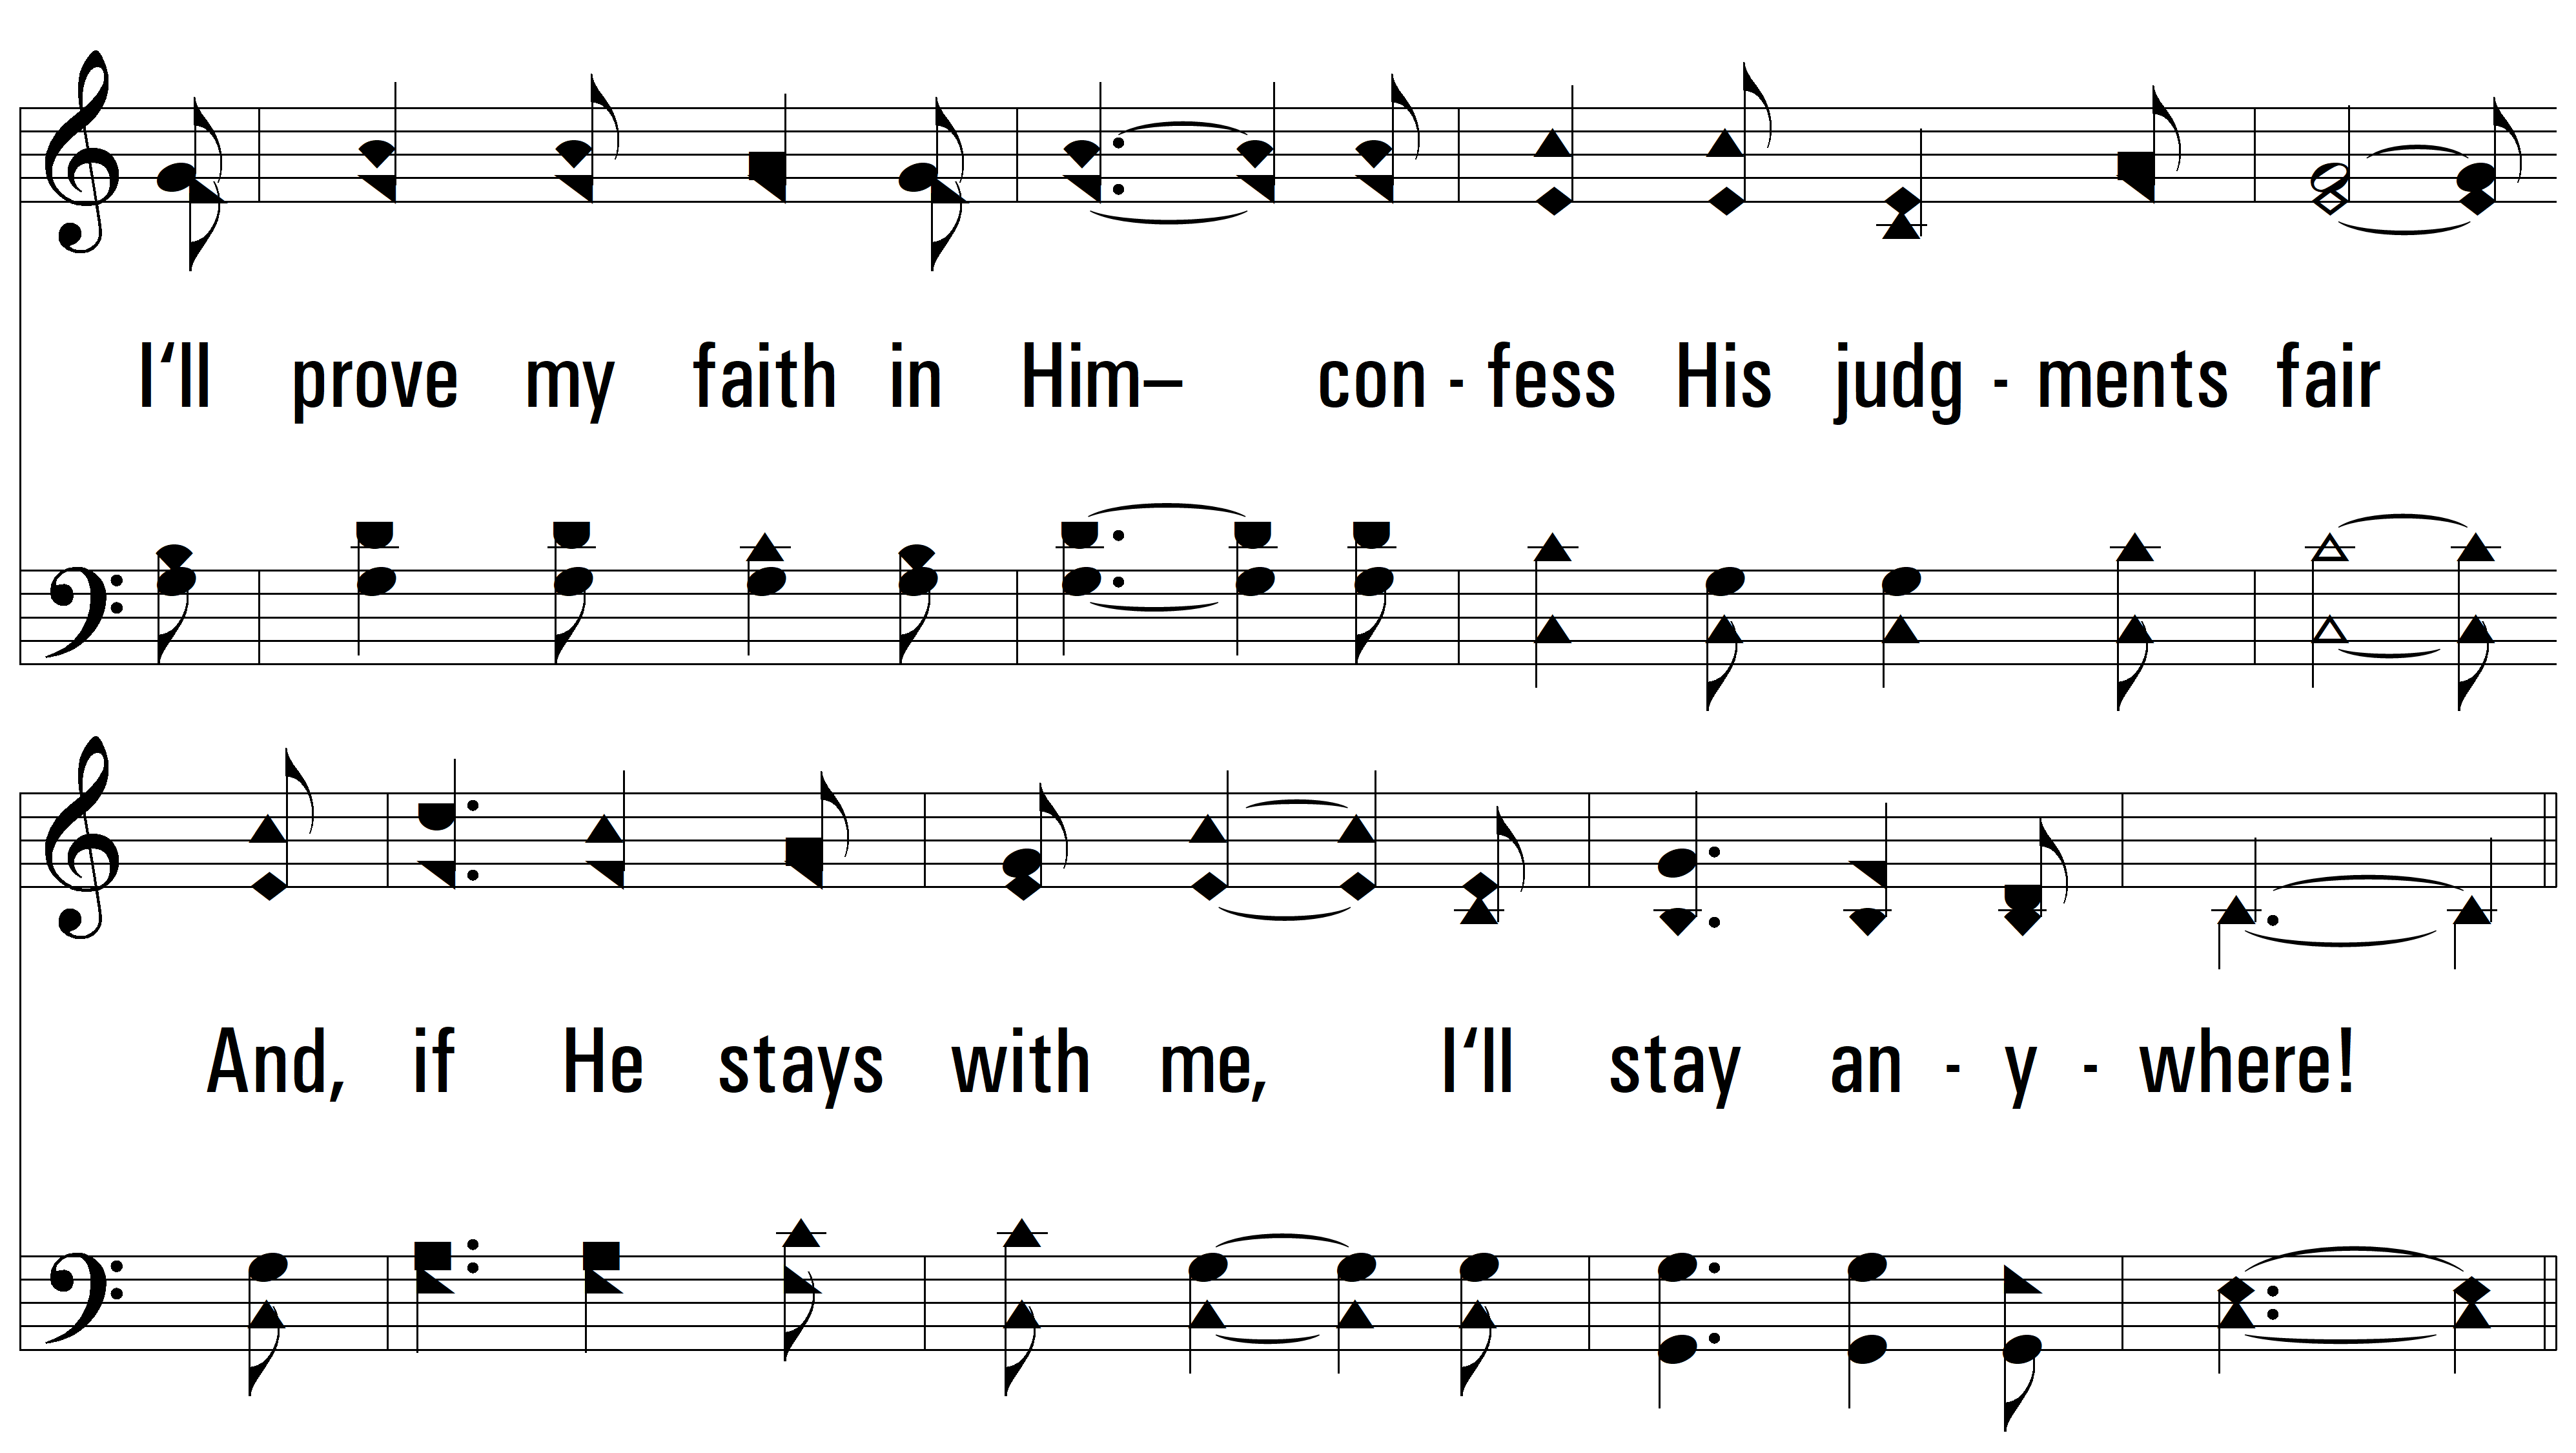 I‘ll prove my faith in Him– con - fess His judg - ments fair
And, if He stays with me, I‘ll stay an - y - where!